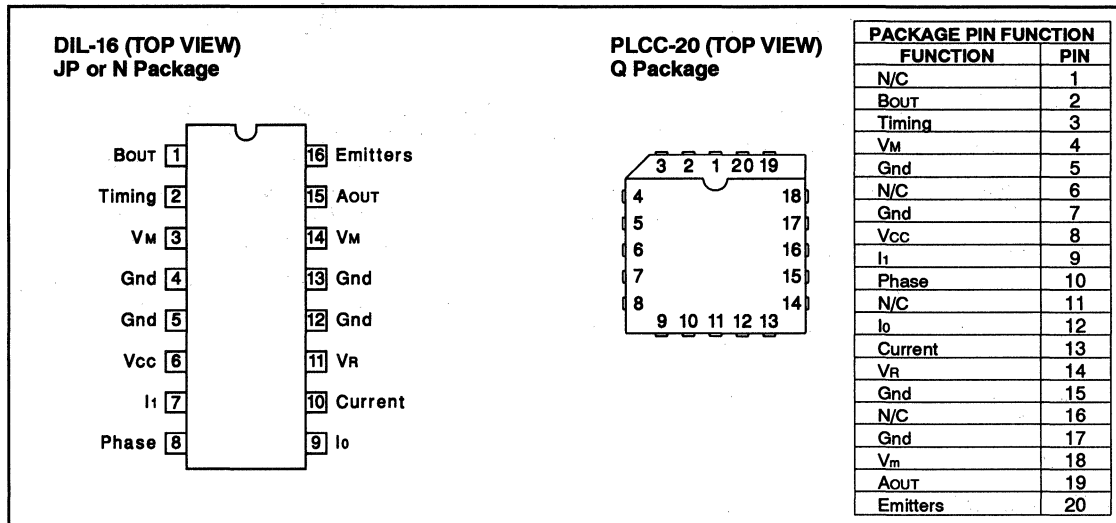 DIL-16 (TOP VIEW)
JP or N Package
BOUT 1
Timing 2
VM 3
Gnd 4
Gnd 5
VCC 6
I1 7
Phase 8
16 Emitters
15 AOUT
14 VM
13 Gnd
12 Gnd
11 VR
10 Current
9 I0
PLCC-20 (TOP VIEW)
Q Package
3 2 1 20 19
4
5
6
7
8
18
17
16
15
14
9 10 11 12 13
PACKAGE PIN FUNCTION
FUNCTION PIN
N/C 1
BOUT 2
Timing 3
VM 4
Gnd 5
N/C 6
Gnd 7
VCC 8
I1 9
Phase 10
N/C 11
I0 12
Current 13
VR 14
Gnd 15
N/C 16
Gnd 17
Vm 18
AOUT 19
Emitters 20